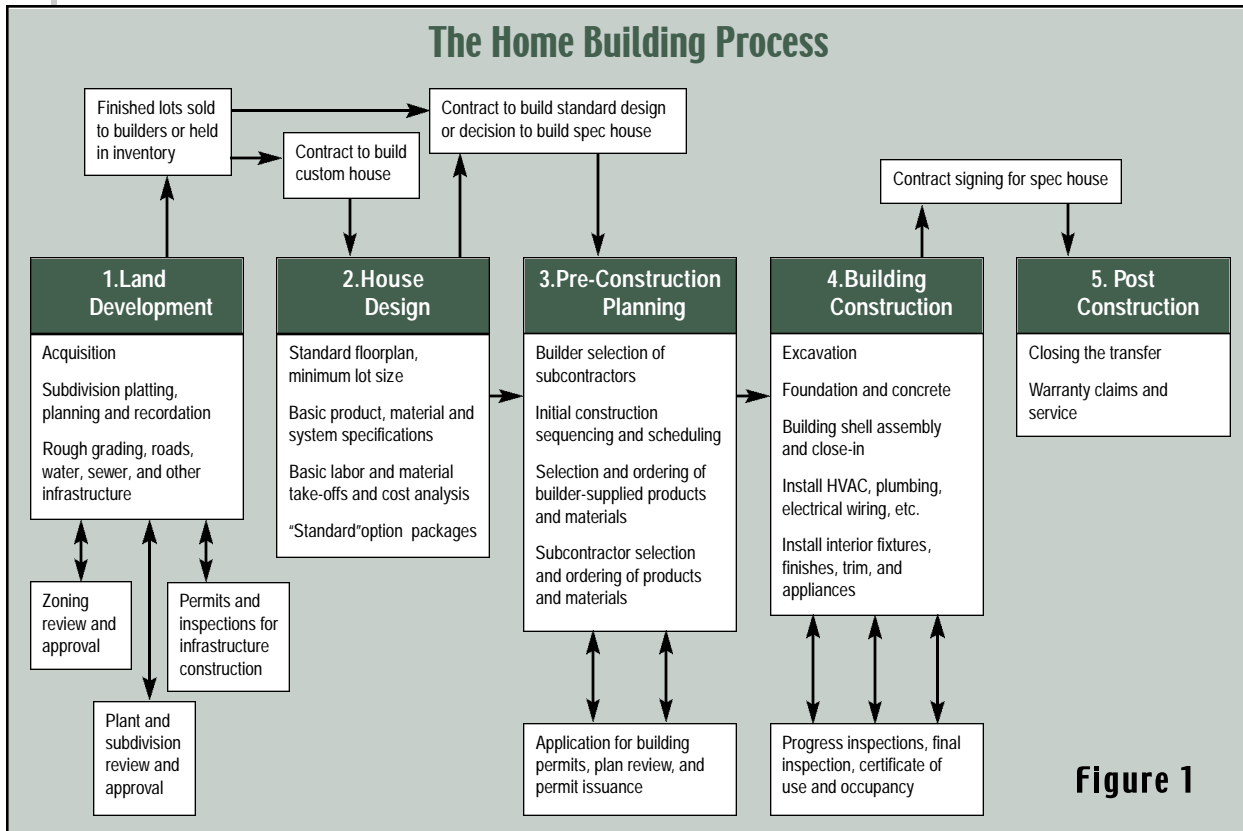 The Home Building Process
Finished lots sold
to builders or held
in inventory
Contract to build
custom house
Contract to build standard design
or decision to build spec house
Contract signing for spec house
1.Land
Development
Acquisition
Subdivision platting,
planning and recordation
Rough grading, roads,
water, sewer, and other
infrastructure
Zoning
review and
approval
Plant and
subdivision
review and
approval
Permits and
inspections for
infrastructure
construction
2.House
Design
Standard floorplan,
minimum lot size
Basic product, material and
system specifications
Basic labor and material
take-offs and cost analysis
“Standard”option packages
3.Pre-Construction
Planning
Builder selection of
subcontractors
Initial construction
sequencing and scheduling
Selection and ordering of
builder-supplied products
and materials
Subcontractor selection
and ordering of products
and materials
Application for building
permits, plan review, and
permit issuance
4.Building
Construction
Excavation
Foundation and concrete
Building shell assembly
and close-in
Install HVAC, plumbing,
electrical wiring, etc.
Install interior fixtures,
finishes, trim, and
appliances
Progress inspections, final
inspection, certificate of
use and occupancy
5. Post
Construction
Closing the transfer
Warranty claims and
service
Figure 1